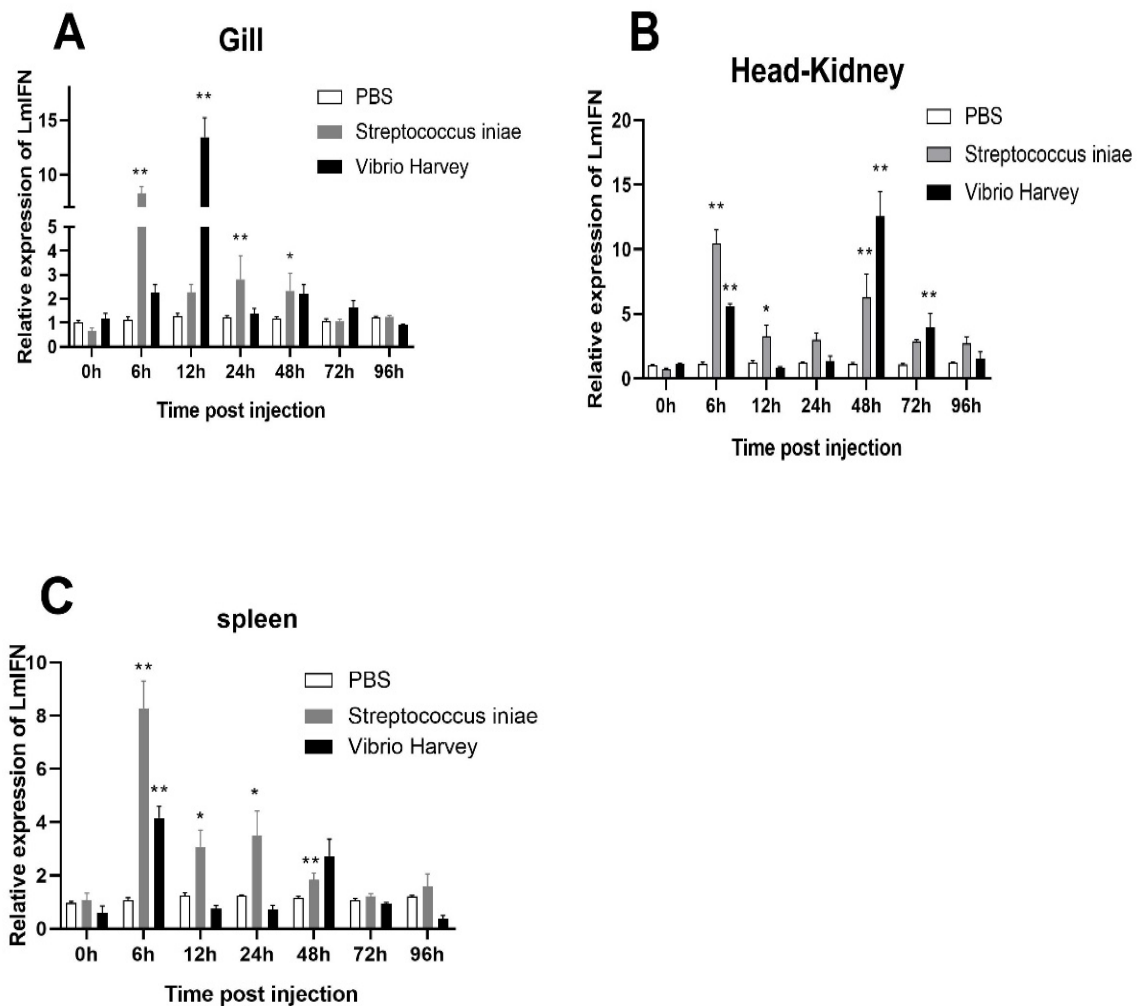 A
Gill
Relative expression of LmIFN
15
10
5
4
3
2
1
0
PBS
Streptococcus iniae
Vibrio Harvey
**
**
**
*
0h 6h 12h 24h 48h 72h 96h
Time post injection
B
Head-Kidney
Relative expression of LmIFN
20
15
10
5
0
PBS
Streptococcus iniae
Vibrio Harvey
**
**
*
**
**
**
0h 6h 12h 24h 48h 72h 96h
Time post injection
C
spleen
Relative expression of LmIFN
10
8
6
4
2
0
PBS
Streptococcus iniae
Vibrio Harvey
**
**
*
*
**
0h 6h 12h 24h 48h 72h 96h
Time post injection